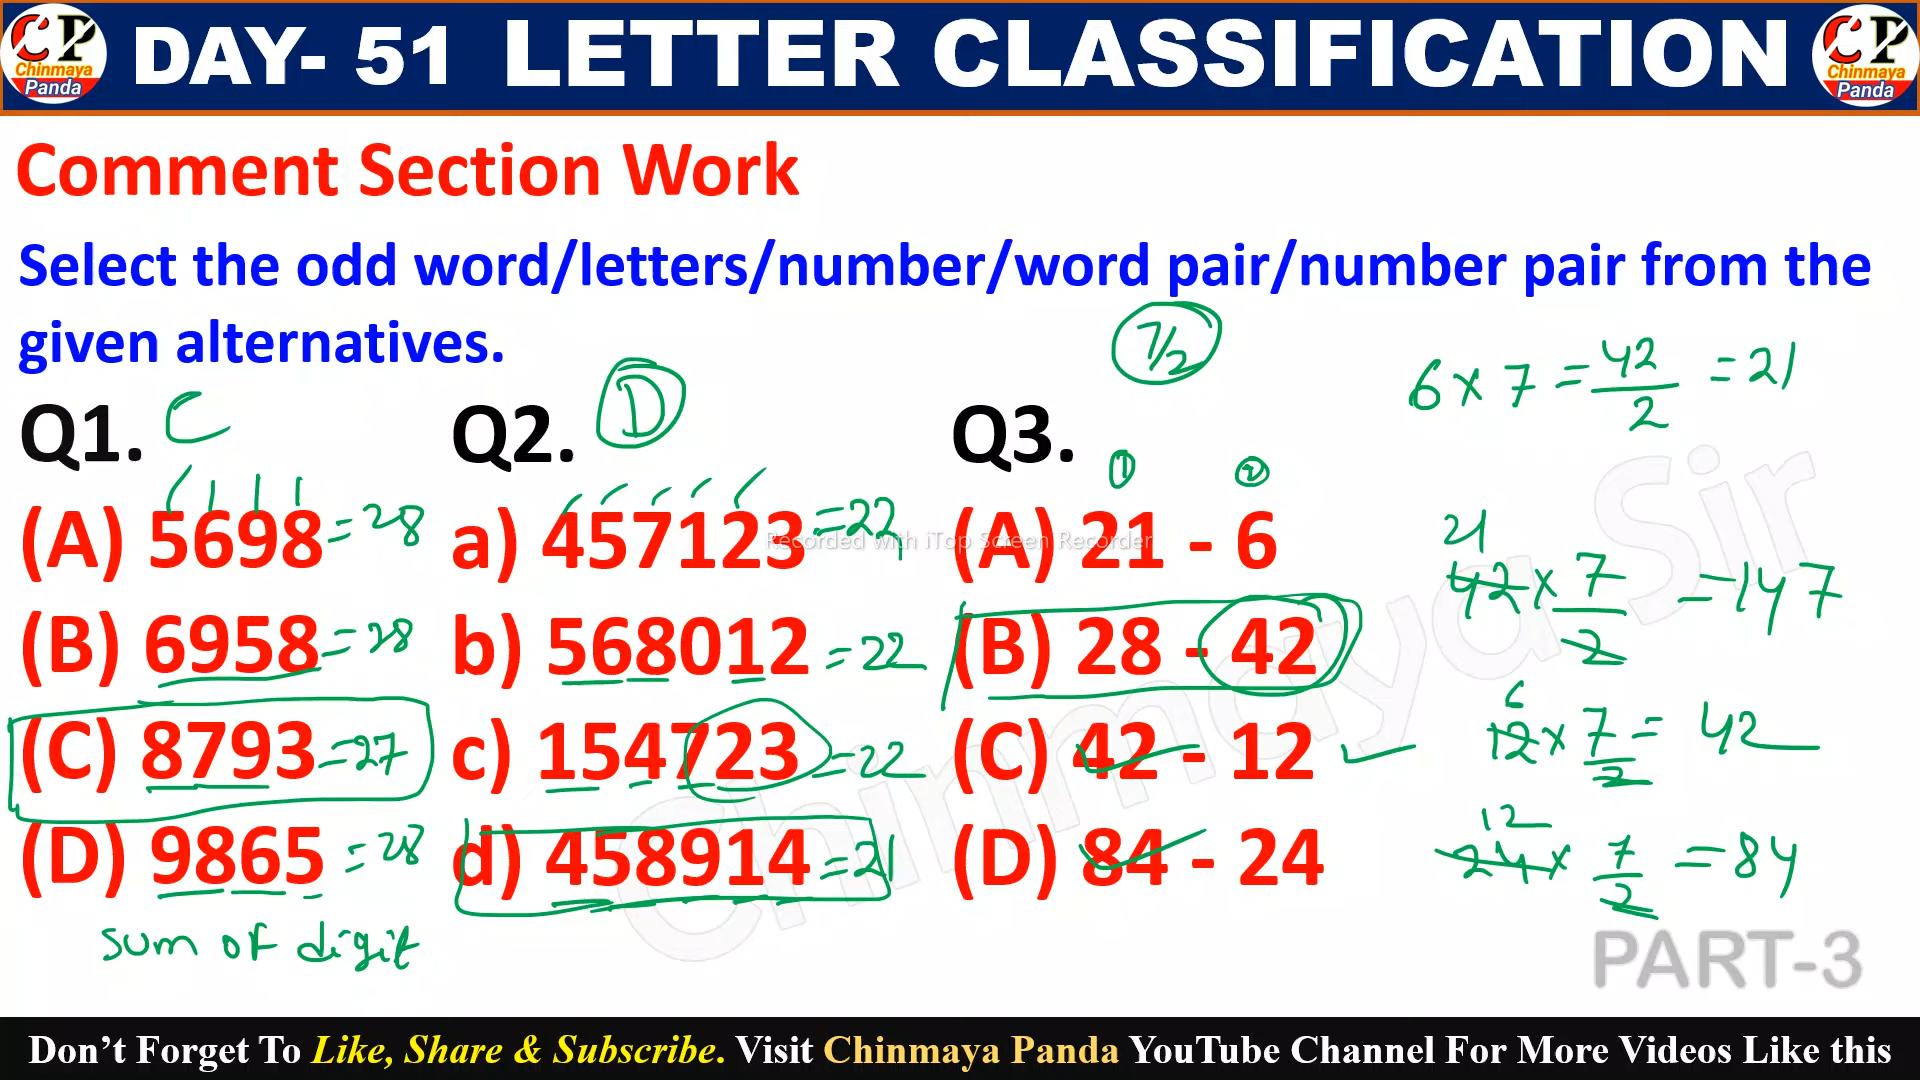 CP Chinmaya Panda DAY- 51 LETTER CLASSIFICATION CP Chinmaya Panda
Comment Section Work
Select the odd word/letters/number/word pair/number pair from the
given alternatives.
7/2
6 x 7 = 42/2 = 21
Q1. C
(A) 5698 = 28
(B) 6958 = 28
(C) 8793 = 27
(D) 9865 = 28
sum of digit
Q2. D
a) 457123 = 22
b) 568012 = 22
c) 154723 = 22
d) 458914 = 21
Q3.
1 2
(A) 21 - 6
(B) 28 - 42
(C) 42 - 12
(D) 84 - 24
21
42 x 7/2 = 147
6
12 x 7/2 = 42
12
24 x 7/2 = 84
Recorded with iTop Screen Recorder
Chinmaya Sir
PART-3
Don’t Forget To Like, Share & Subscribe. Visit Chinmaya Panda YouTube Channel For More Videos Like this